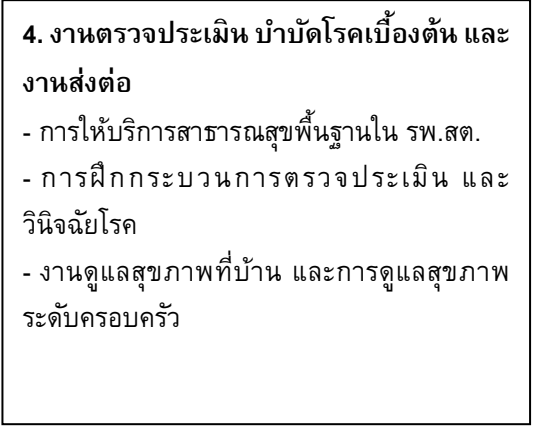 4. งานตรวจประเมิน บำบัดโรคเบื้องต้น และ
งานส่งต่อ
- การให้บริการสาธารณสุขพื้นฐานใน รพ.สต.
- การฝึกกระบวนการตรวจประเมิน และ
วินิจฉัยโรค
- งานดูแลสุขภาพที่บ้าน และการดูแลสุขภาพ
ระดับครอบครัว